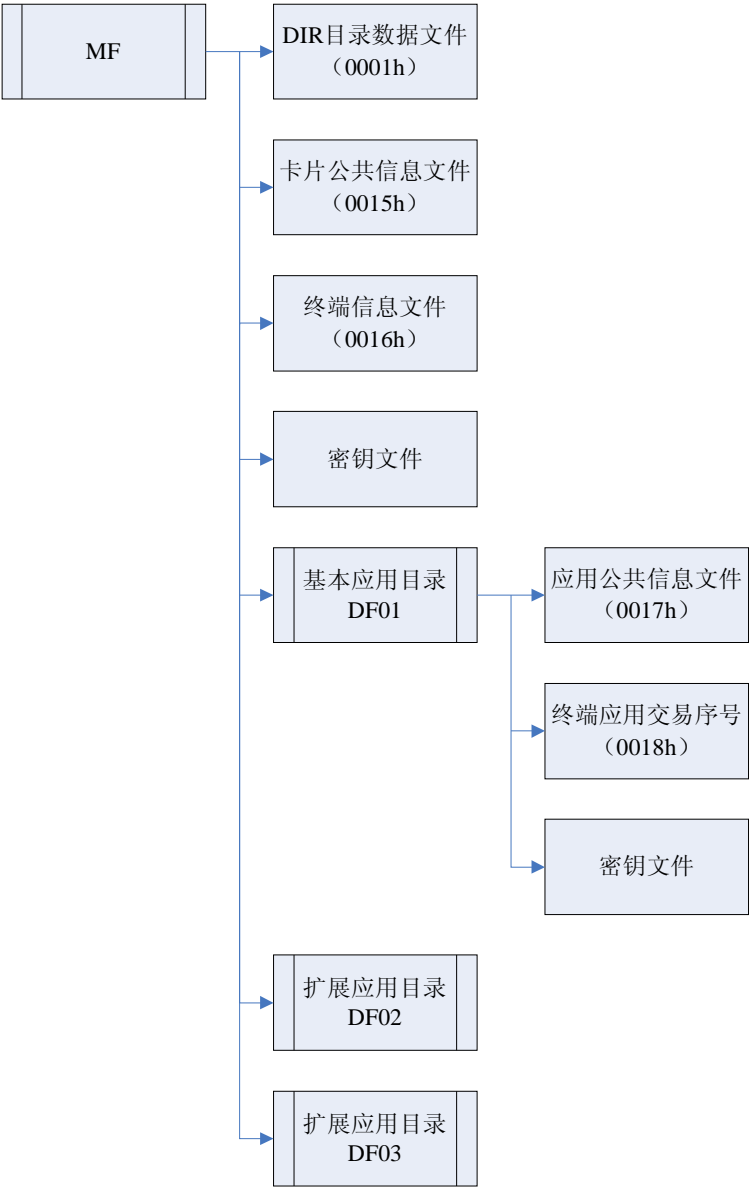 MF
DIR目录数据文件
（0001h）
卡片公共信息文件
（0015h）
终端信息文件
（0016h）
密钥文件
基本应用目录
DF01
应用公共信息文件
（0017h）
终端应用交易序号
（0018h）
密钥文件
扩展应用目录
DF02
扩展应用目录
DF03